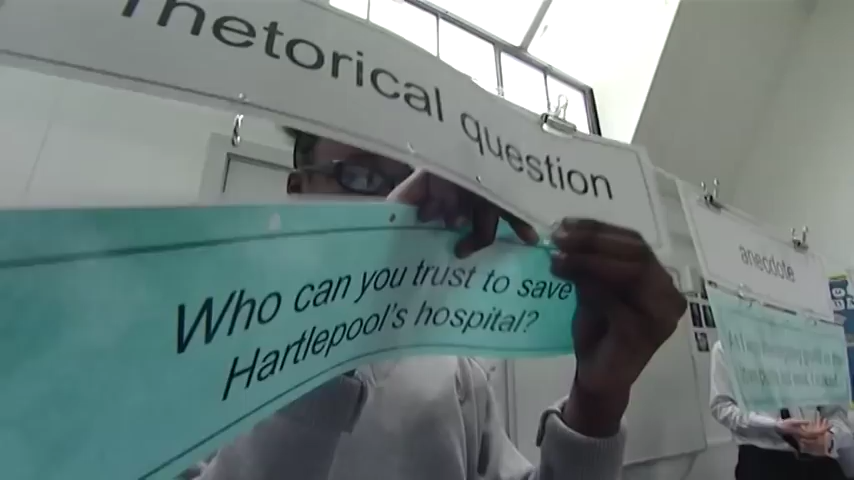 rhetorical question
Who can you trust to save
Hartlepool's hospital?
anecdote